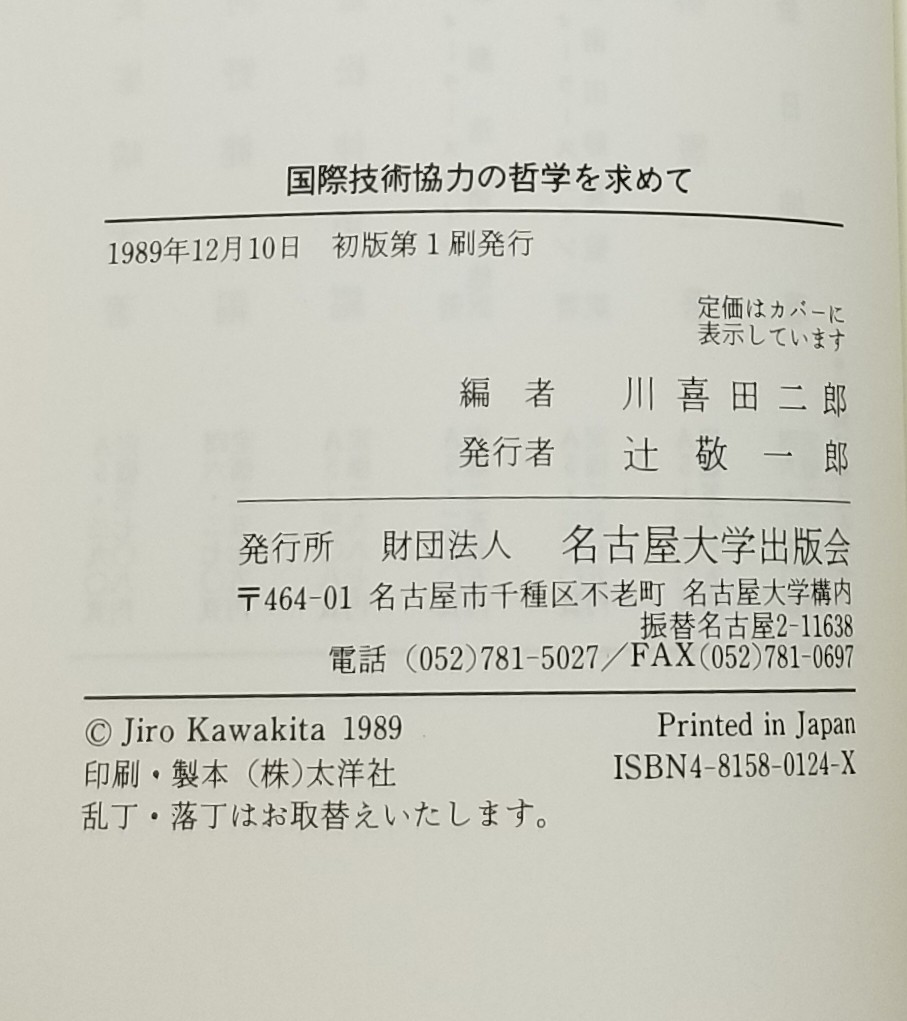 国際技術協力の哲学を求めて
1989年12月10日　初版第1刷発行
定価はカバーに
表示しています
編　者　川喜田二郎
発行者　辻敬一郎
発行所　財団法人　名古屋大学出版会
〒464-01 名古屋市千種区不老町 名古屋大学構内
振替名古屋2-11638
電話 (052)781-5027／FAX(052)781-0697
© Jiro Kawakita 1989　Printed in Japan
印刷・製本 (株)太洋社　ISBN4-8158-0124-X
乱丁・落丁はお取替えいたします。